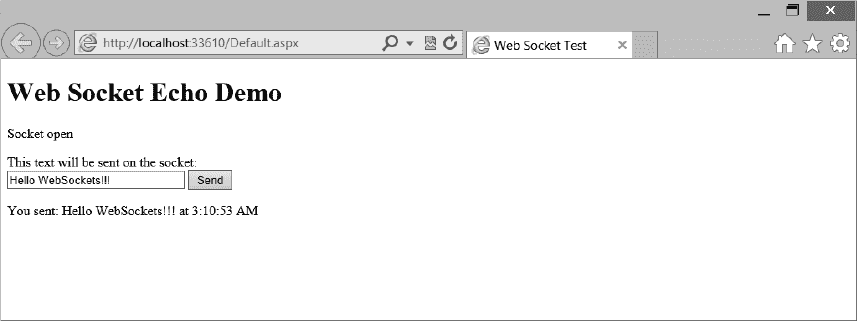 http://localhost:33610/Default.aspx
Web Socket Test
Web Socket Echo Demo
Socket open
This text will be sent on the socket:
Hello WebSockets!!! Send
You sent: Hello WebSockets!!! at 3:10:53 AM